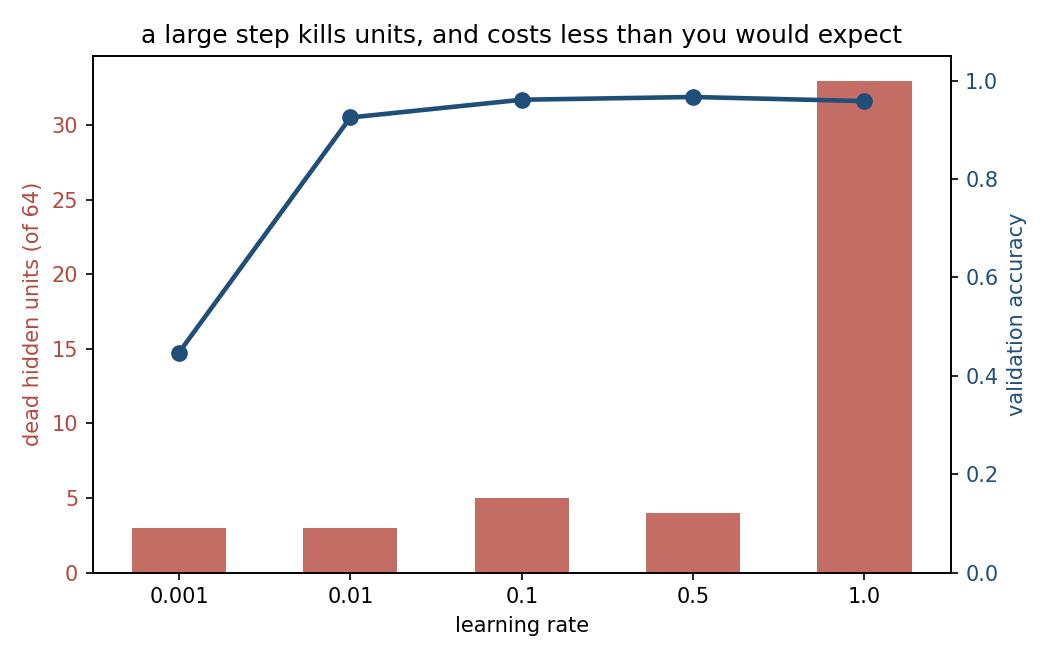 a large step kills units, and costs less than you would expect
dead hidden units (of 64)
30
25
20
15
10
5
0
1.0
0.8
0.6
0.4
0.2
0.0
validation accuracy
0.001 0.01 0.1 0.5 1.0
learning rate